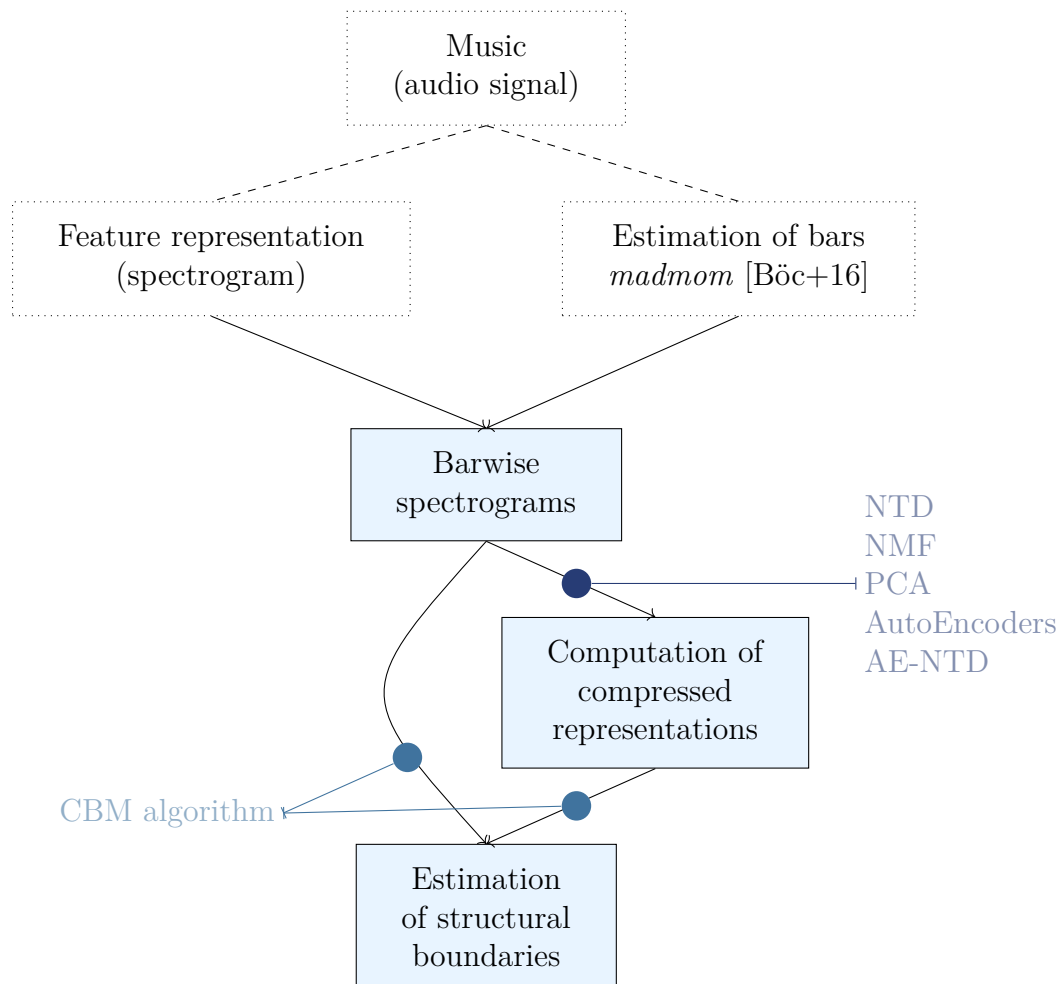 Music
(audio signal)
Feature representation
(spectrogram)
Estimation of bars
madmom [Böc+16]
Barwise
spectrograms
NTD
NMF
PCA
AutoEncoders
AE-NTD
Computation of
compressed
representations
CBM algorithm
Estimation
of structural
boundaries